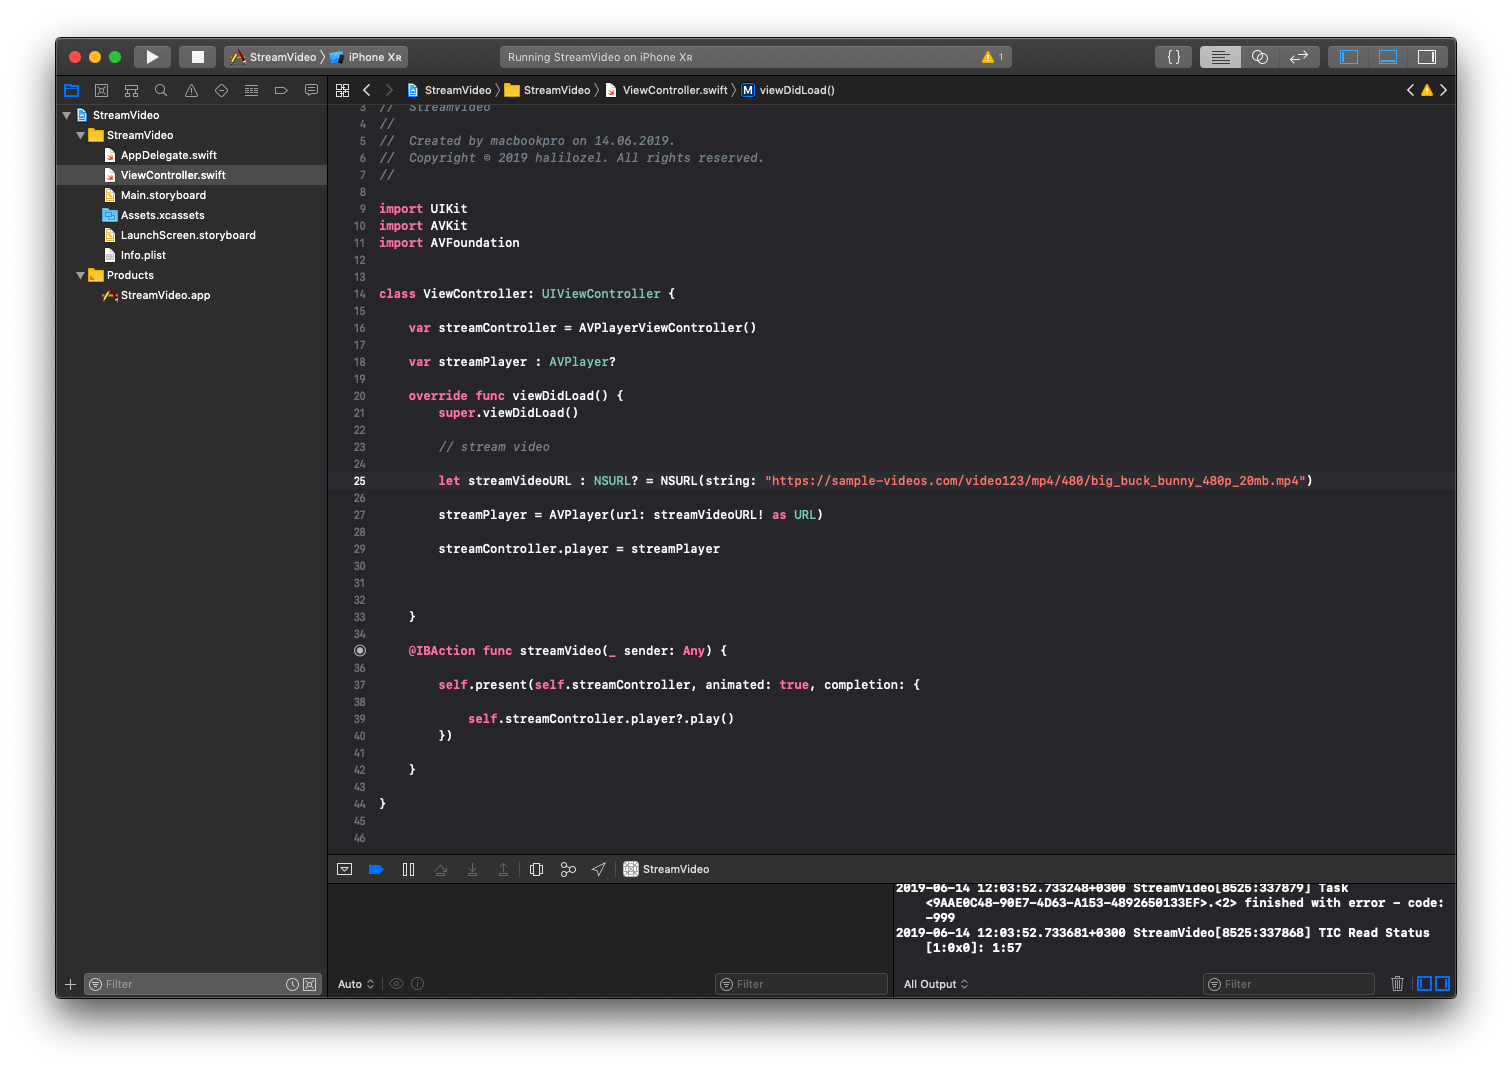 StreamVideo
iPhone XR
Running StreamVideo on iPhone XR
1
{ }
StreamVideo
StreamVideo
ViewController.swift
M
viewDidLoad()
StreamVideo
StreamVideo
AppDelegate.swift
ViewController.swift
Main.storyboard
Assets.xcassets
LaunchScreen.storyboard
Info.plist
Products
StreamVideo.app
3 //  StreamVideo
4 //
5 //  Created by macbookpro on 14.06.2019.
6 //  Copyright © 2019 halilozel. All rights reserved.
7 //
8
9 import UIKit
10 import AVKit
11 import AVFoundation
12
13
14 class ViewController: UIViewController {
15
16 var streamController = AVPlayerViewController()
17
18 var streamPlayer : AVPlayer?
19
20 override func viewDidLoad() {
21 super.viewDidLoad()
22
23 // stream video
24
25 let streamVideoURL : NSURL? = NSURL(string: "https://sample-videos.com/video123/mp4/480/big_buck_bunny_480p_20mb.mp4")
26
27 streamPlayer = AVPlayer(url: streamVideoURL! as URL)
28
29 streamController.player = streamPlayer
30
31
32
33 }
34
@IBAction func streamVideo(_ sender: Any) {
36
37 self.present(self.streamController, animated: true, completion: {
38
39 self.streamController.player?.play()
40 })
41
42 }
43
44 }
45
46
StreamVideo
2019-06-14 12:03:52.733248+0300 StreamVideo[8525:337879] Task
<9AAE0C48-90E7-4D63-A153-4892650133EF>.<2> finished with error - code:
-999
2019-06-14 12:03:52.733681+0300 StreamVideo[8525:337868] TIC Read Status
[1:0x0]: 1:57
Filter
Auto
Filter
All Output
Filter